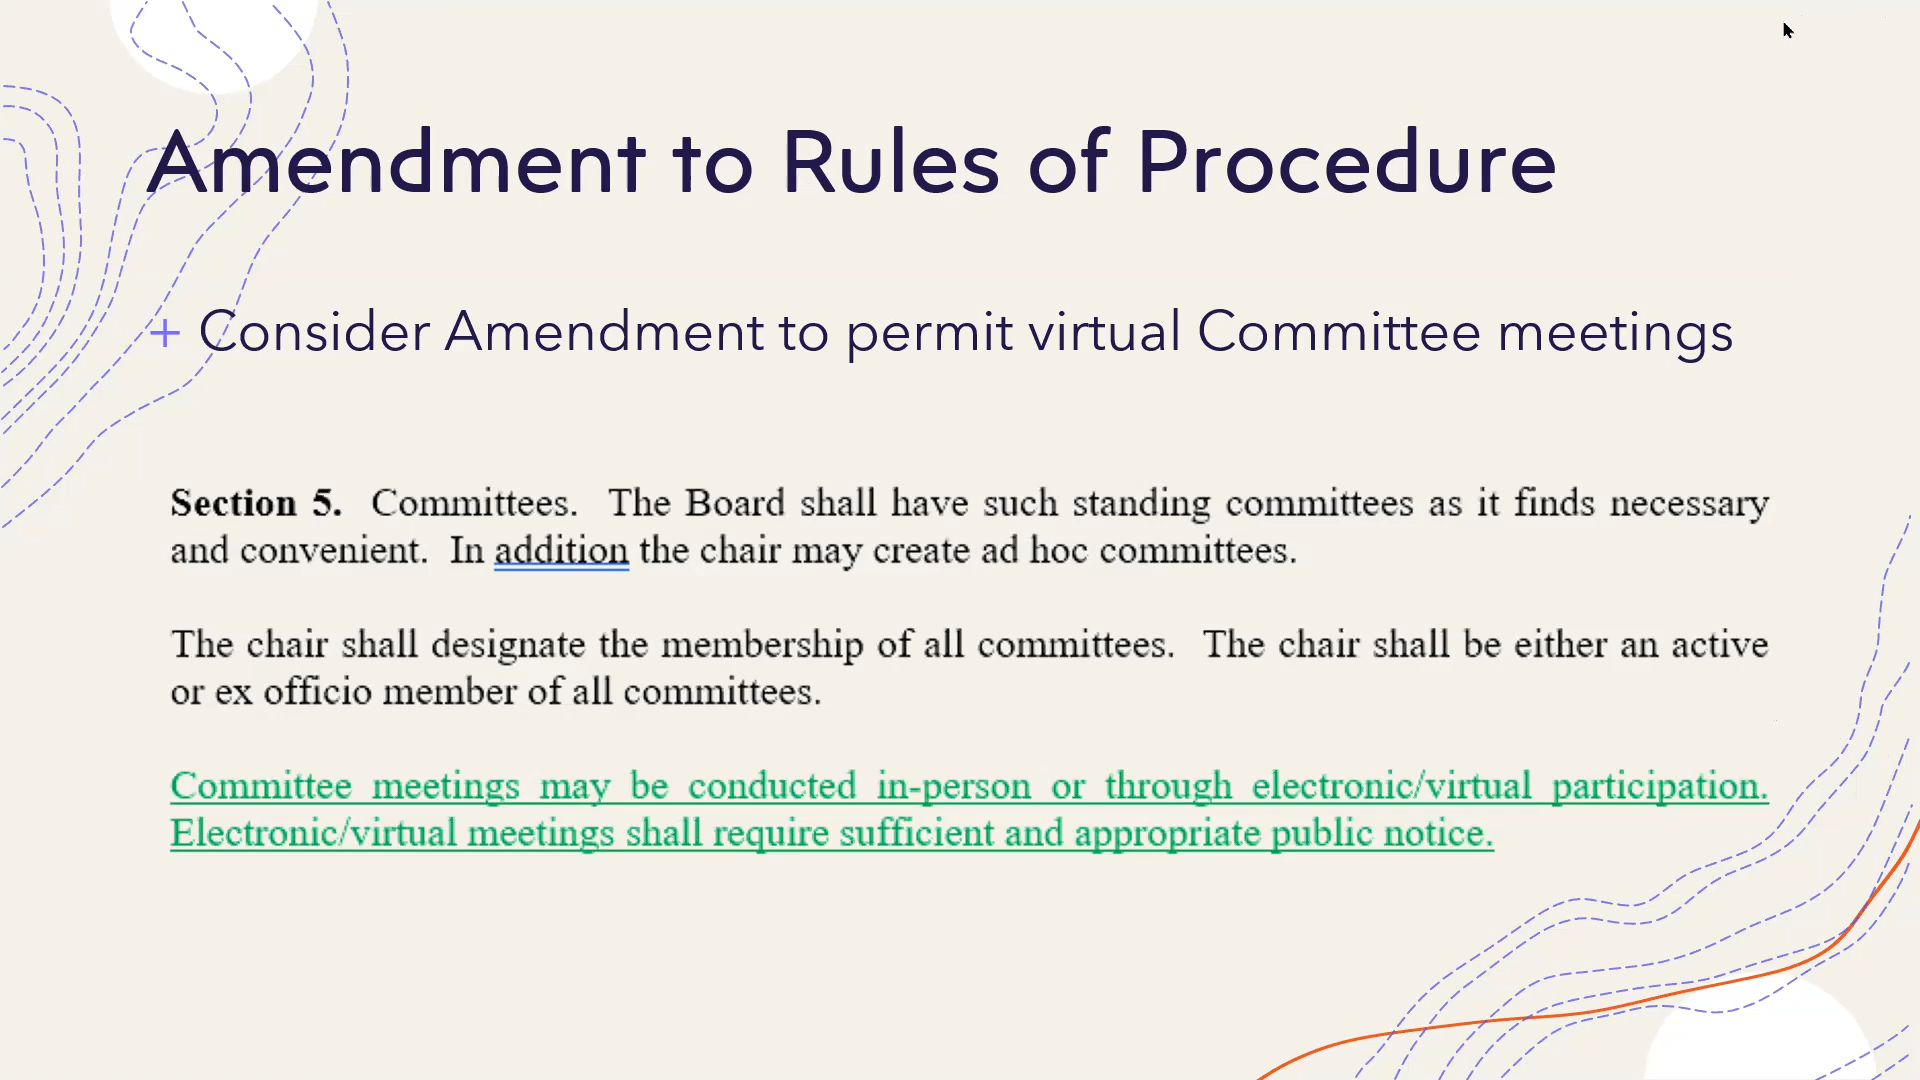 Amendment to Rules of Procedure
+ Consider Amendment to permit virtual Committee meetings
Section 5. Committees. The Board shall have such standing committees as it finds necessary
and convenient. In addition the chair may create ad hoc committees.
The chair shall designate the membership of all committees. The chair shall be either an active
or ex officio member of all committees.
Committee meetings may be conducted in-person or through electronic/virtual participation.
Electronic/virtual meetings shall require sufficient and appropriate public notice.